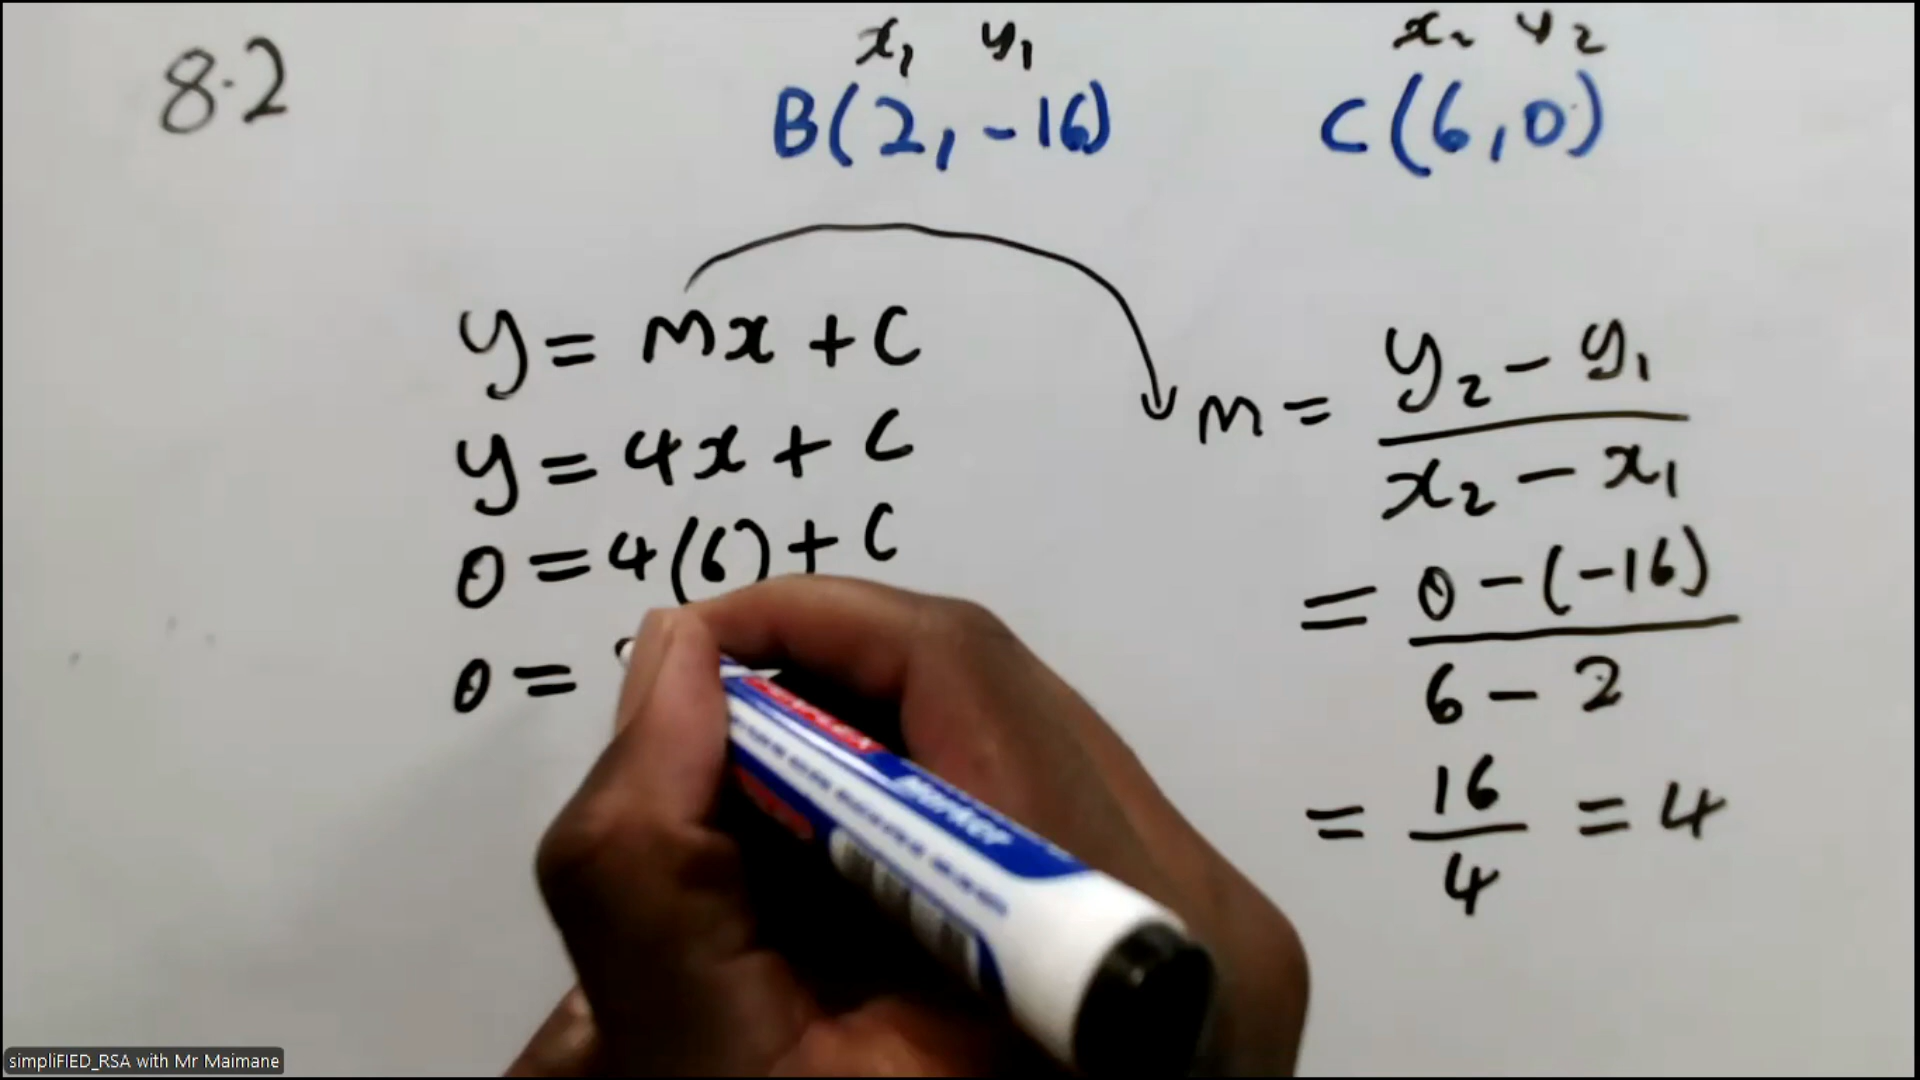 8.2
x₁ y₁ x₂ y₂
B(2, -16) C(6,0)
y = mx + C
m = y₂ - y₁ / x₂ - x₁
y = 4x + C
0 = 4(6) + C
= 0 - (-16) / 6 - 2
0 =
= 16 / 4 = 4
Marker
simpliFIED_RSA with Mr Maimane